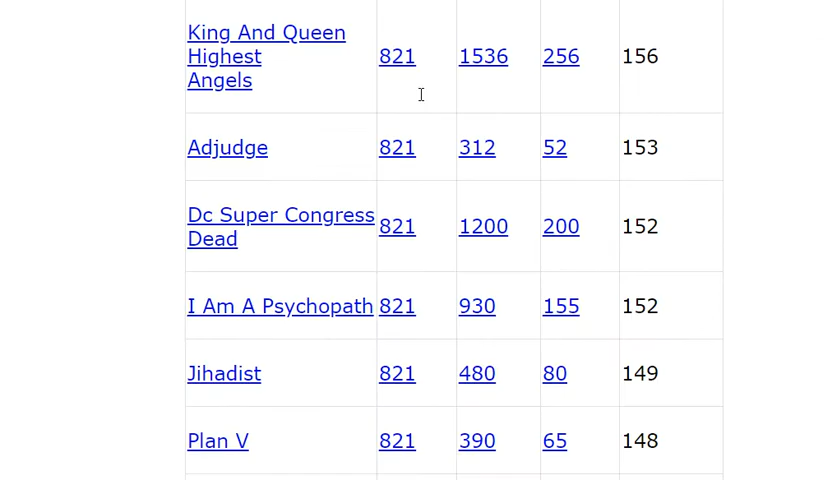 King And Queen
Highest
Angels 821 1536 256 156
Adjudge 821 312 52 153
Dc Super Congress
Dead 821 1200 200 152
I Am A Psychopath 821 930 155 152
Jihadist 821 480 80 149
Plan V 821 390 65 148